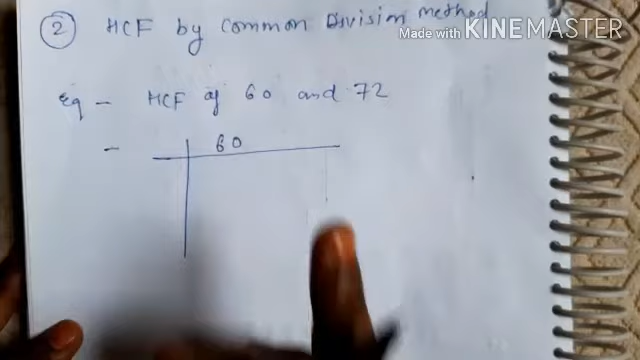 ② HCF by Common Division method
Made with KINEMASTER
Eg - HCF of 60 and 72
- 60